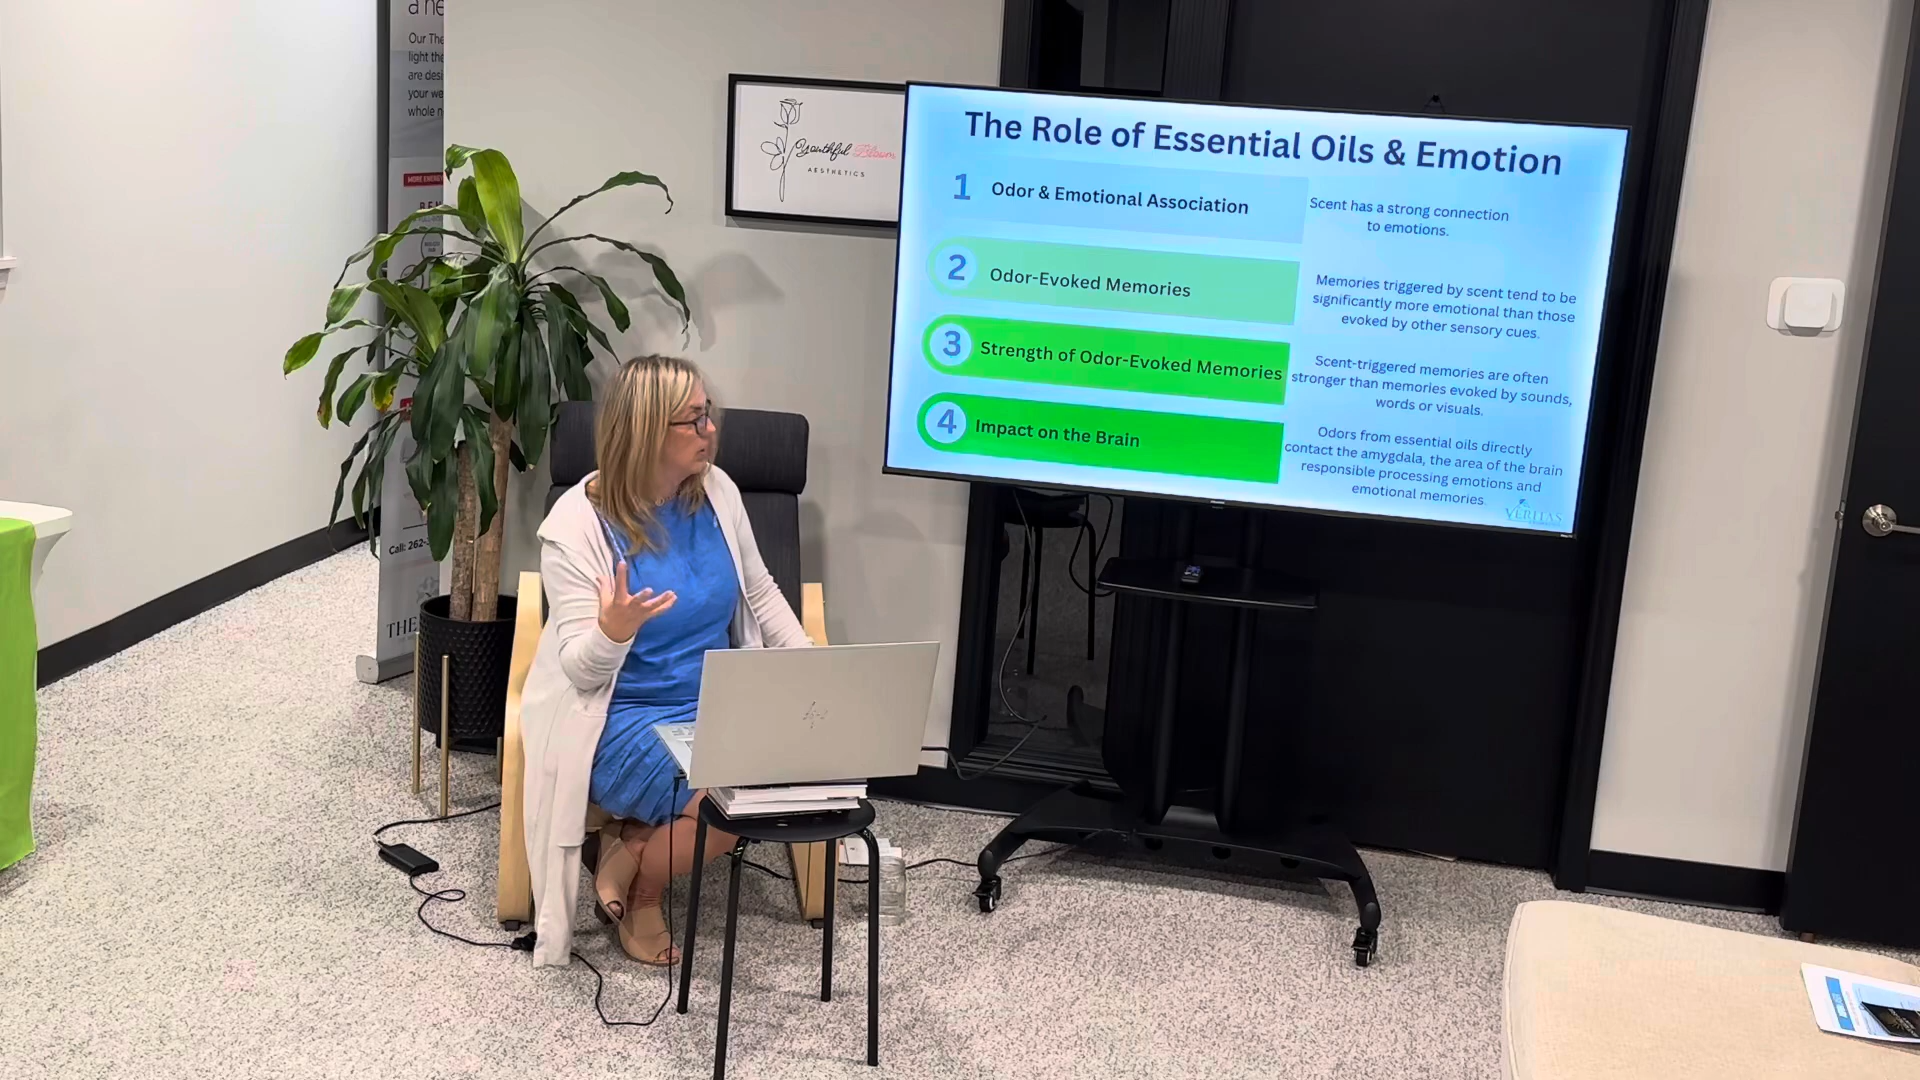 a ne
Our The
light the
are desi
your we
whole n
MORE ENERGY
Call: 262-
THE
Youthful Bloom
AESTHETICS
The Role of Essential Oils & Emotion
1 Odor & Emotional Association
Scent has a strong connection
to emotions.
2 Odor-Evoked Memories
Memories triggered by scent tend to be
significantly more emotional than those
evoked by other sensory cues.
3 Strength of Odor-Evoked Memories
Scent-triggered memories are often
stronger than memories evoked by sounds,
words or visuals.
4 Impact on the Brain
Odors from essential oils directly
contact the amygdala, the area of the brain
responsible processing emotions and
emotional memories.
VERITAS